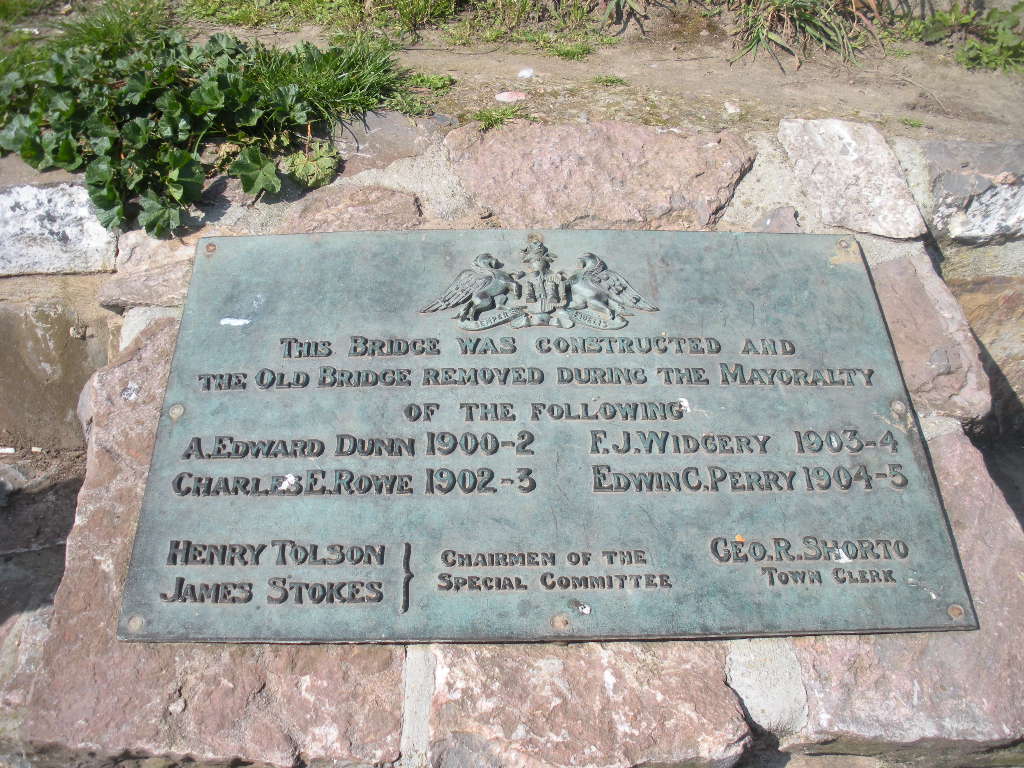 SEMPER FIDELIS
THIS BRIDGE WAS CONSTRUCTED AND
THE OLD BRIDGE REMOVED DURING THE MAYORALTY
OF THE FOLLOWING
A. EDWARD DUNN 1900-2 F. J. WIDGERY 1903-4
CHARLES E. ROWE 1902-3 EDWIN C. PERRY 1904-5
HENRY TOLSON
JAMES STOKES
CHAIRMEN OF THE
SPECIAL COMMITTEE
GEO. R. SHORTO
TOWN CLERK